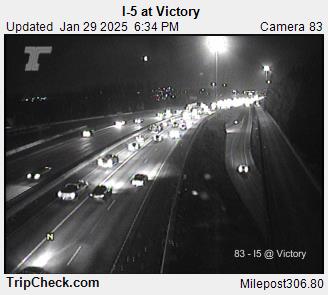 I-5 at Victory
Updated Jan 29 2025 6:34 PM Camera 83
T
N
83 - I5 @ Victory
TripCheck.com Milepost306.80